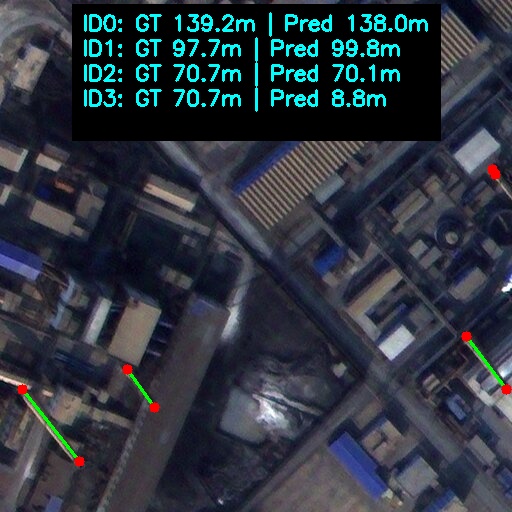 ID0: GT 139.2m | Pred 138.0m
ID1: GT 97.7m | Pred 99.8m
ID2: GT 70.7m | Pred 70.1m
ID3: GT 70.7m | Pred 8.8m